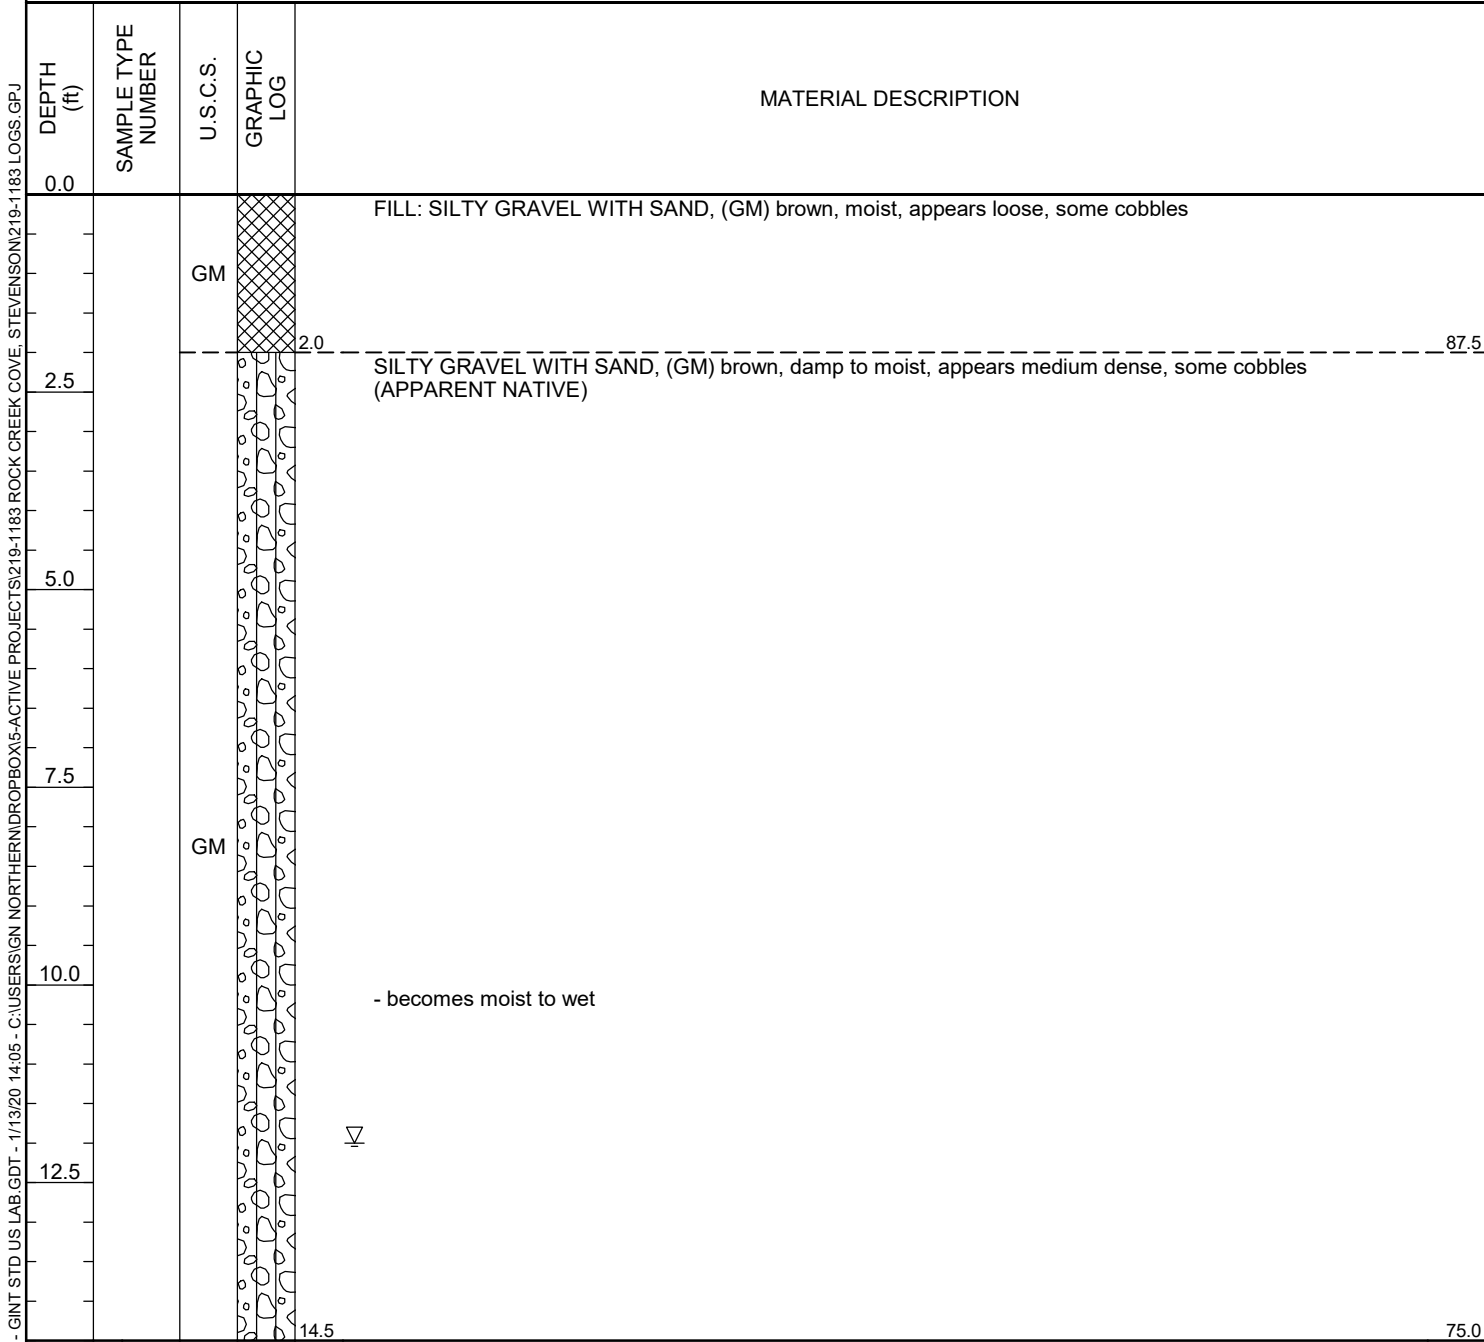 DEPTH
(ft)
SAMPLE TYPE
NUMBER
U.S.C.S.
GRAPHIC
LOG
MATERIAL DESCRIPTION
0.0
FILL: SILTY GRAVEL WITH SAND, (GM) brown, moist, appears loose, some cobbles
GM
2.0
87.5
SILTY GRAVEL WITH SAND, (GM) brown, damp to moist, appears medium dense, some cobbles
(APPARENT NATIVE)
2.5
5.0
7.5
GM
10.0
- becomes moist to wet
12.5
14.5
75.0
- GINT STD US LAB.GDT - 1/13/20 14:05 - C:\USERS\GN NORTHERN\DROPBOX\5-ACTIVE PROJECTS\219-1183 ROCK CREEK COVE, STEVENSON\219-1183 LOGS.GPJ